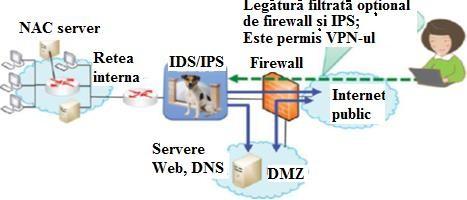 Legătură filtrată opțional
de firewall și IPS;
Este permis VPN-ul
NAC server
Retea
interna
IDS/IPS
Firewall
Internet
public
Servere
Web, DNS
DMZ